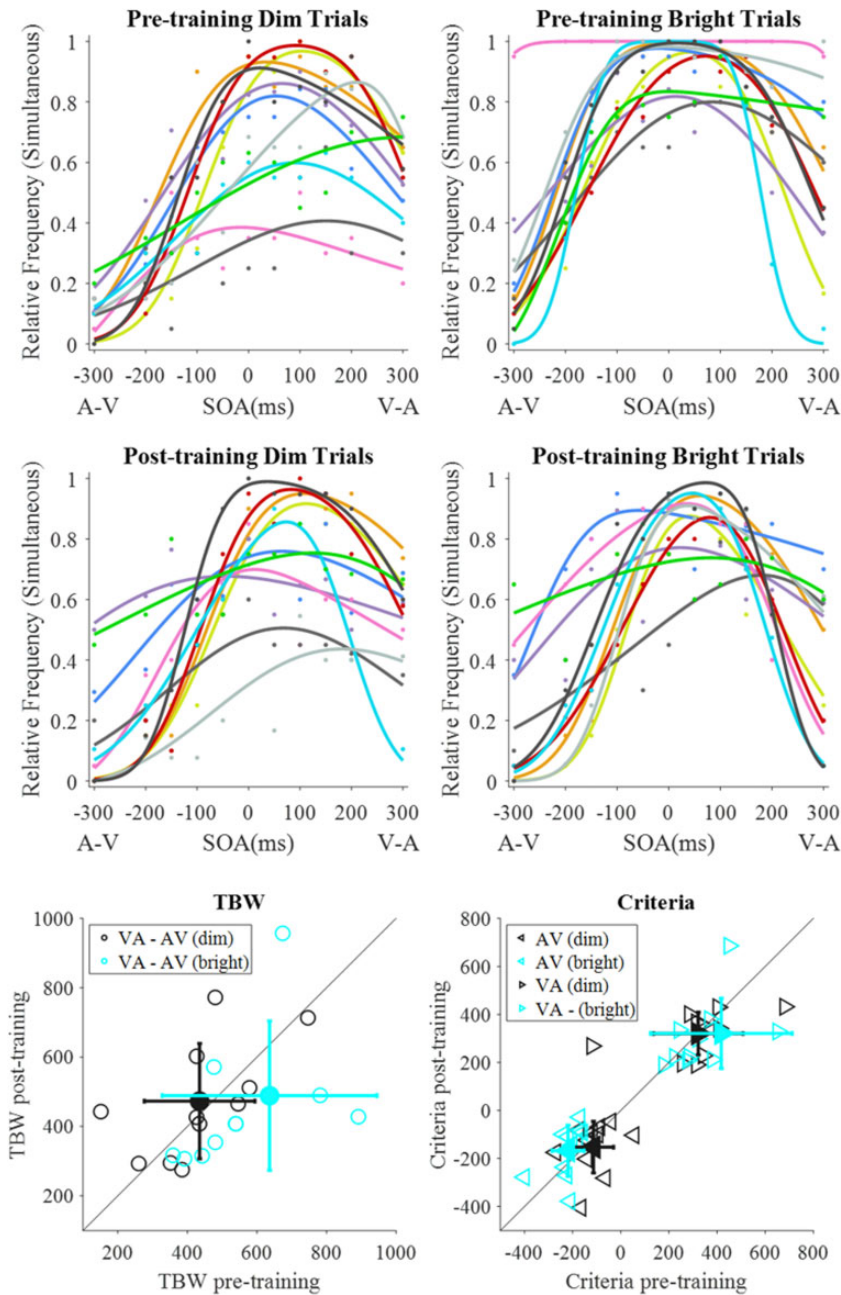 Pre-training Dim Trials
Relative Frequency (Simultaneous)
1
0.8
0.6
0.4
0.2
0
-300 -200 -100 0 100 200 300
A-V SOA(ms) V-A
Pre-training Bright Trials
Relative Frequency (Simultaneous)
1
0.8
0.6
0.4
0.2
0
-300 -200 -100 0 100 200 300
A-V SOA(ms) V-A
Post-training Dim Trials
Relative Frequency (Simultaneous)
1
0.8
0.6
0.4
0.2
0
-300 -200 -100 0 100 200 300
A-V SOA(ms) V-A
Post-training Bright Trials
Relative Frequency (Simultaneous)
1
0.8
0.6
0.4
0.2
0
-300 -200 -100 0 100 200 300
A-V SOA(ms) V-A
TBW
VA - AV (dim)
VA - AV (bright)
TBW post-training
1000
800
600
400
200
200 400 600 800 1000
TBW pre-training
Criteria
AV (dim)
AV (bright)
VA (dim)
VA - (bright)
Criteria post-training
800
600
400
200
0
-200
-400
-400 -200 0 200 400 600 800
Criteria pre-training